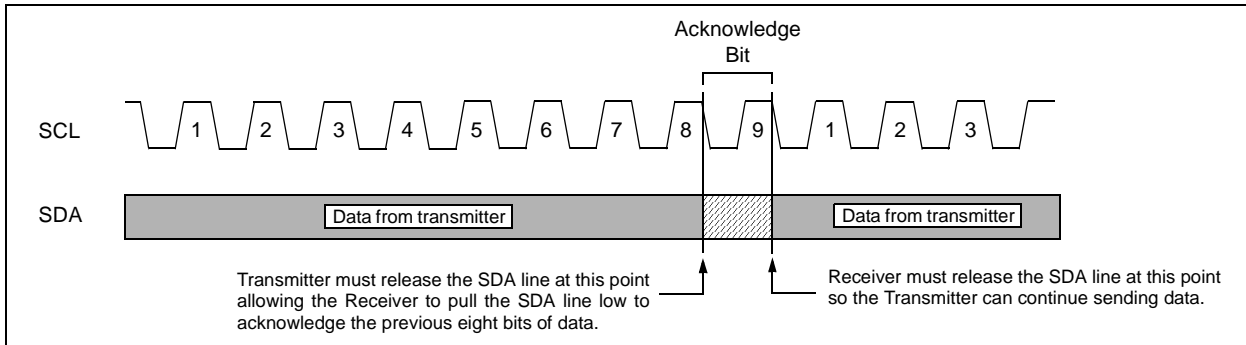 Acknowledge
Bit
SCL
1 2 3 4 5 6 7 8 9 1 2 3
SDA
Data from transmitter
Data from transmitter
Transmitter must release the SDA line at this point
allowing the Receiver to pull the SDA line low to
acknowledge the previous eight bits of data.
Receiver must release the SDA line at this point
so the Transmitter can continue sending data.